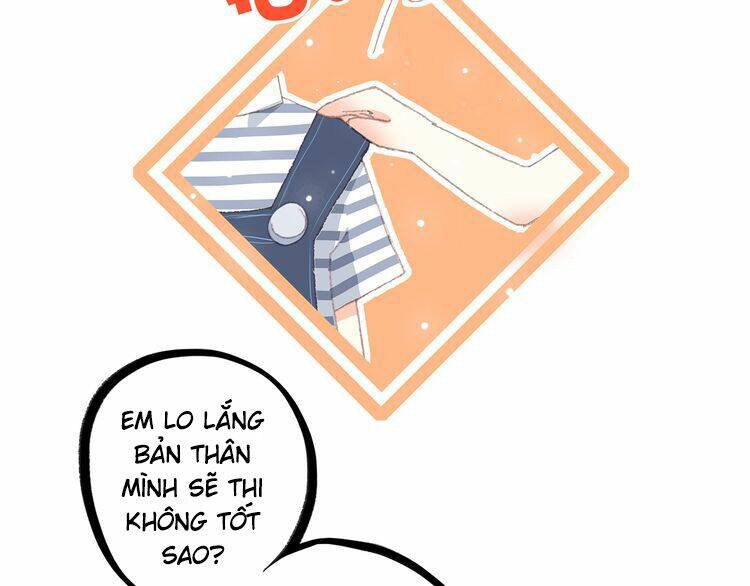 EM LO LẮNG
BẢN THÂN
MÌNH SẼ THI
KHÔNG TỐT
SAO?